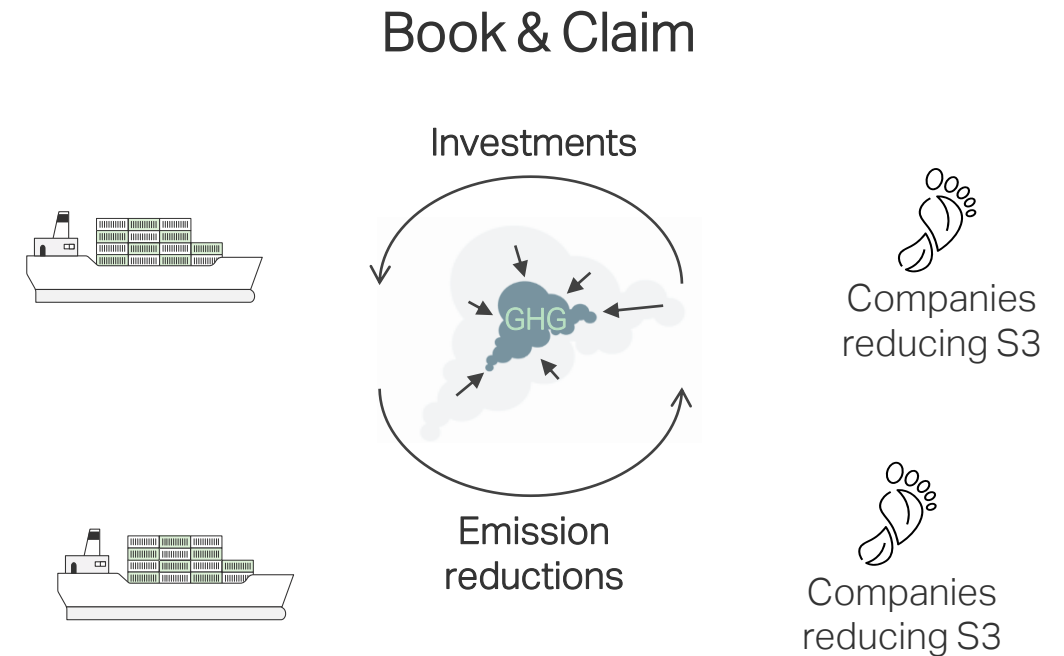 Book & Claim
Investments
GHG
Companies
reducing S3
Emission
reductions
Companies
reducing S3